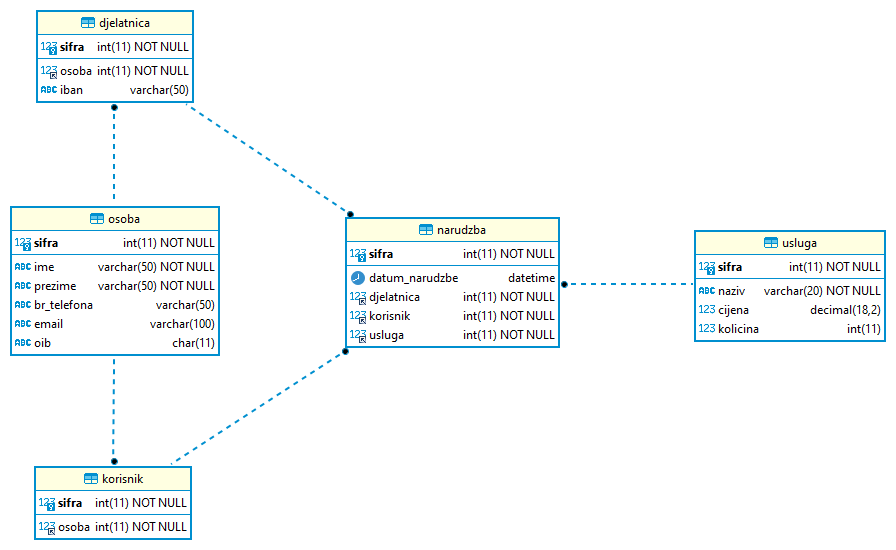 djelatnica
123 sifra int(11) NOT NULL
123 osoba int(11) NOT NULL
ABC iban varchar(50)
osoba
123 sifra int(11) NOT NULL
ABC ime varchar(50) NOT NULL
ABC prezime varchar(50) NOT NULL
ABC br_telefona varchar(50)
ABC email varchar(100)
ABC oib char(11)
narudzba
123 sifra int(11) NOT NULL
datum_narudzbe datetime
123 djelatnica int(11) NOT NULL
123 korisnik int(11) NOT NULL
123 usluga int(11) NOT NULL
usluga
123 sifra int(11) NOT NULL
ABC naziv varchar(20) NOT NULL
123 cijena decimal(18,2)
123 kolicina int(11)
korisnik
123 sifra int(11) NOT NULL
123 osoba int(11) NOT NULL